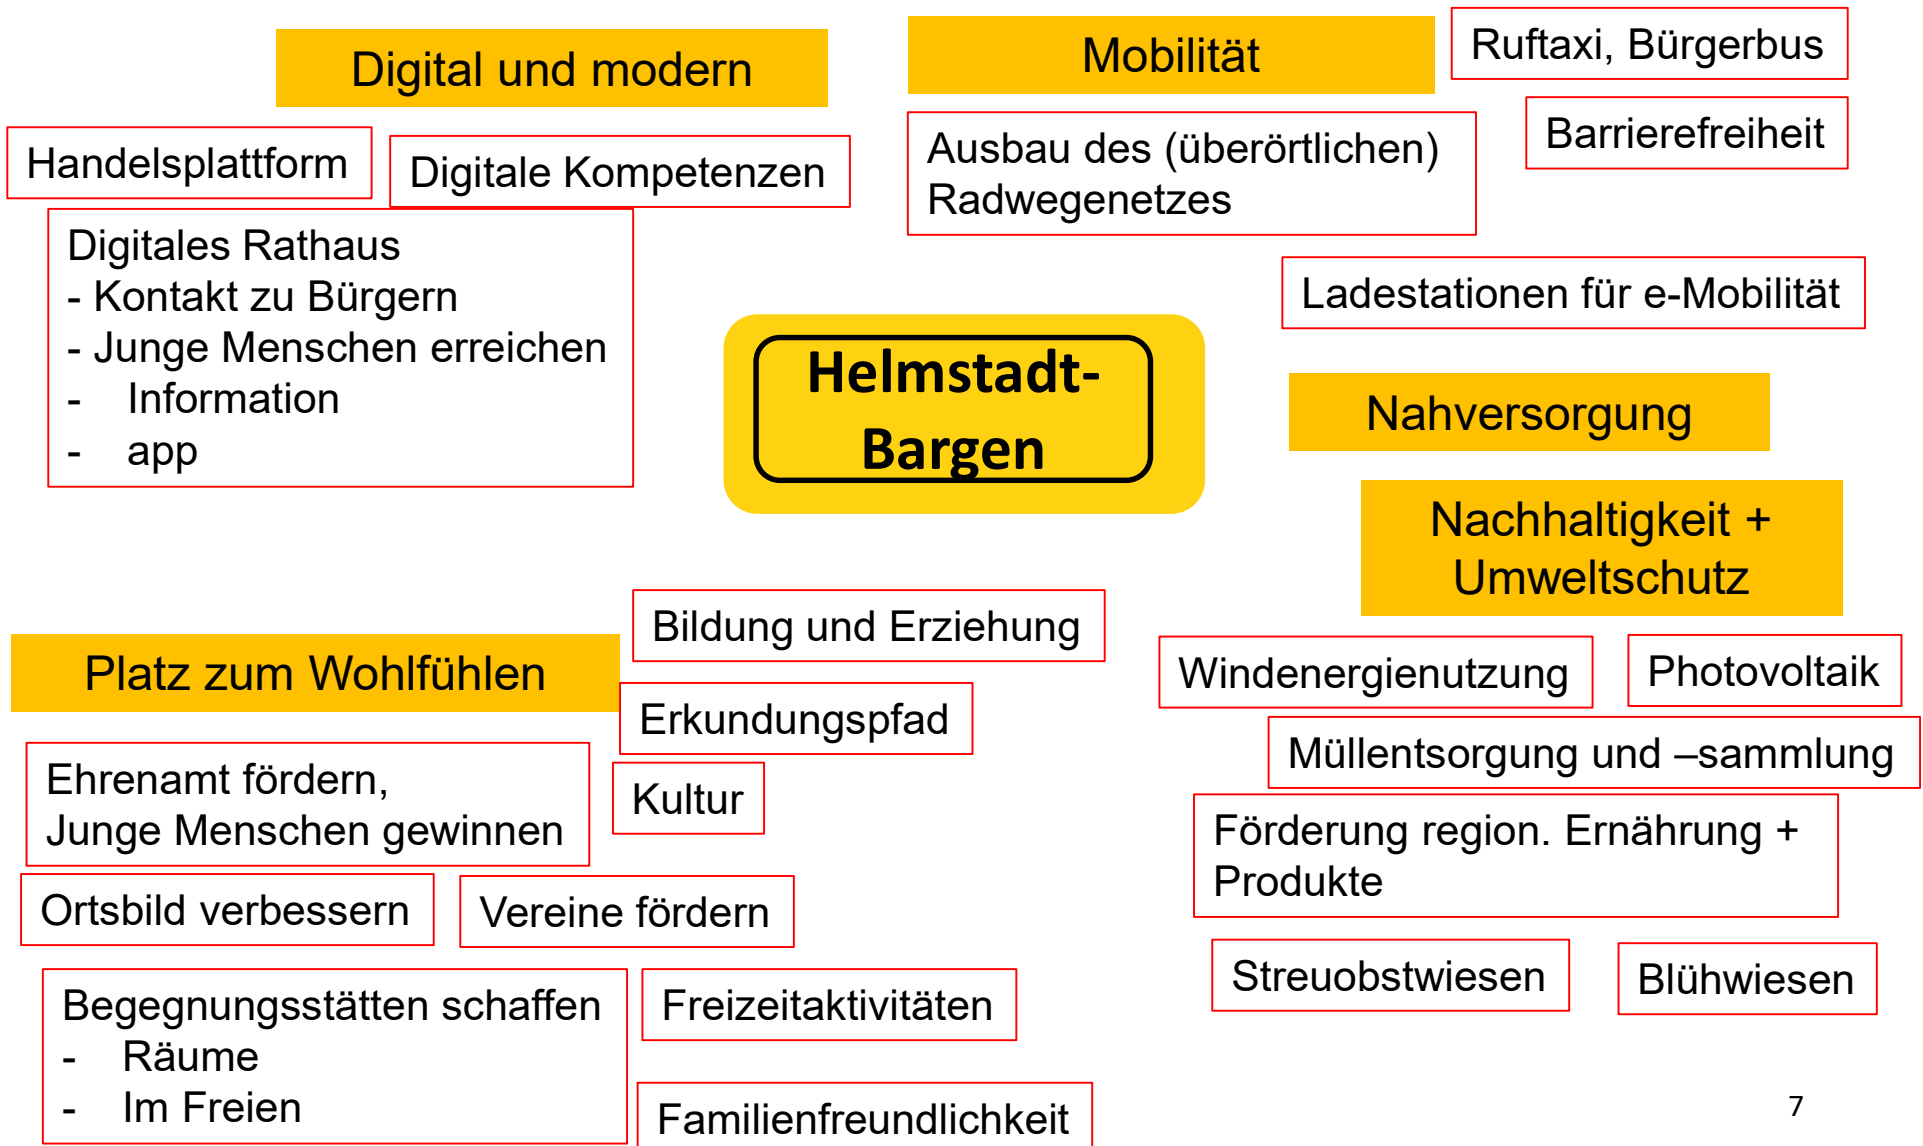 Digital und modern
Handelsplattform
Digitale Kompetenzen
Digitales Rathaus
- Kontakt zu Bürgern
- Junge Menschen erreichen
- Information
- app
Mobilität
Ruftaxi, Bürgerbus
Barrierefreiheit
Ausbau des (überörtlichen)
Radwegenetzes
Ladestationen für e-Mobilität
Helmstadt-
Bargen
Nahversorgung
Nachhaltigkeit +
Umweltschutz
Windenergienutzung
Photovoltaik
Müllentsorgung und –sammlung
Förderung region. Ernährung +
Produkte
Streuobstwiesen
Blühwiesen
Platz zum Wohlfühlen
Bildung und Erziehung
Erkundungspfad
Kultur
Ehrenamt fördern,
Junge Menschen gewinnen
Ortsbild verbessern
Vereine fördern
Begegnungsstätten schaffen
- Räume
- Im Freien
Freizeitaktivitäten
Familienfreundlichkeit
7